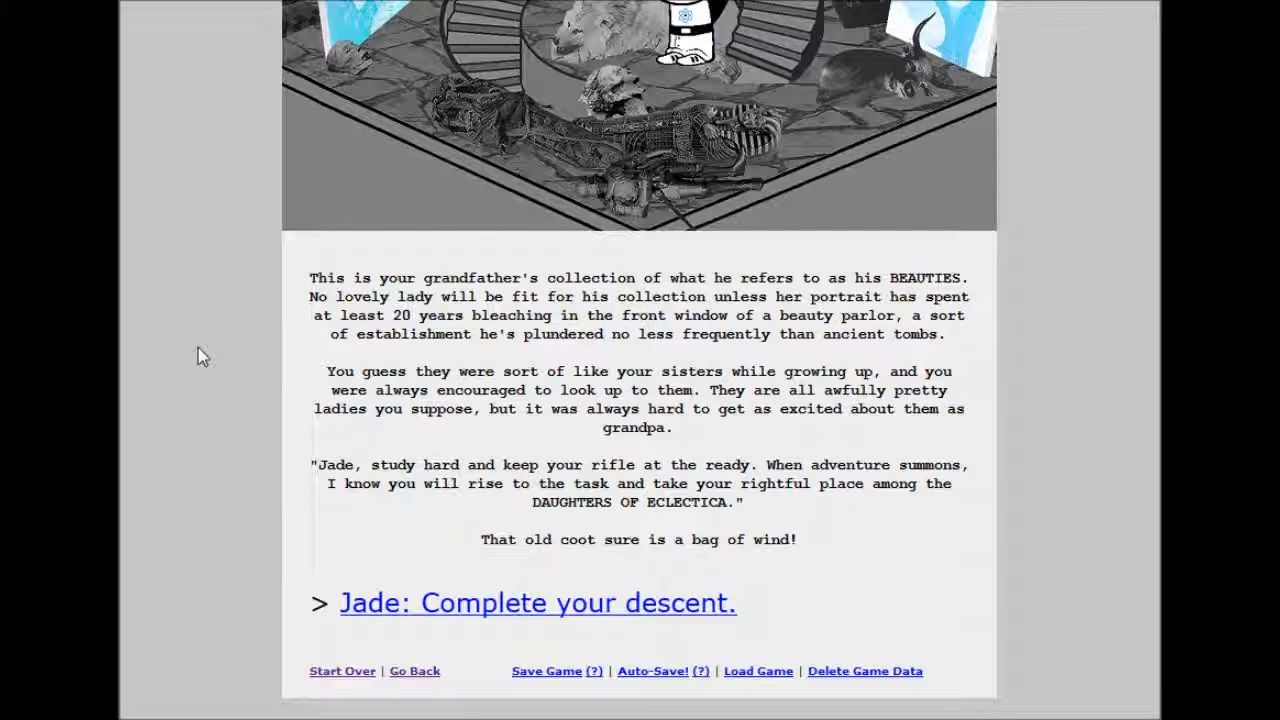 This is your grandfather's collection of what he refers to as his BEAUTIES.
No lovely lady will be fit for his collection unless her portrait has spent
at least 20 years bleaching in the front window of a beauty parlor, a sort
of establishment he's plundered no less frequently than ancient tombs.
You guess they were sort of like your sisters while growing up, and you
were always encouraged to look up to them. They are all awfully pretty
ladies you suppose, but it was always hard to get as excited about them as
grandpa.
"Jade, study hard and keep your rifle at the ready. When adventure summons,
I know you will rise to the task and take your rightful place among the
DAUGHTERS OF ECLECTICA."
That old coot sure is a bag of wind!
> Jade: Complete your descent.
Start Over | Go Back Save Game (?) | Auto-Save! (?) | Load Game | Delete Game Data